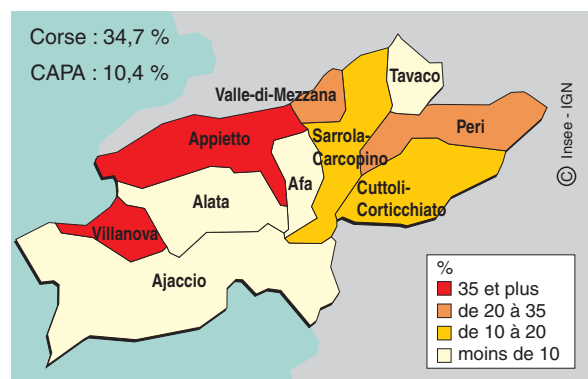 Corse : 34,7 %
CAPA : 10,4 %
Tavaco
Valle-di-Mezzana
Appietto
Sarrola-
Carcopino
Peri
Afa
Alata
Cuttoli-
Corticchiato
Villanova
Ajaccio
© Insee - IGN
%
35 et plus
de 20 à 35
de 10 à 20
moins de 10